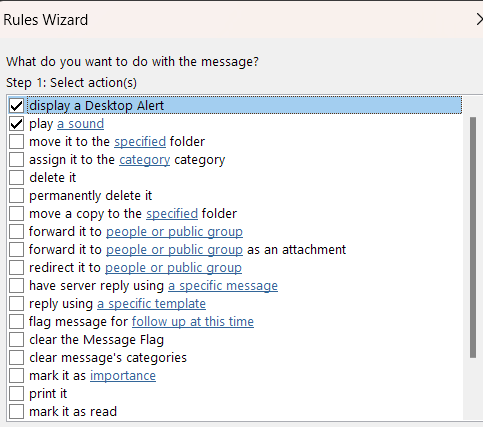 Rules Wizard
What do you want to do with the message?
Step 1: Select action(s)
display a Desktop Alert
play a sound
move it to the specified folder
assign it to the category category
delete it
permanently delete it
move a copy to the specified folder
forward it to people or public group
forward it to people or public group as an attachment
redirect it to people or public group
have server reply using a specific message
reply using a specific template
flag message for follow up at this time
clear the Message Flag
clear message's categories
mark it as importance
print it
mark it as read